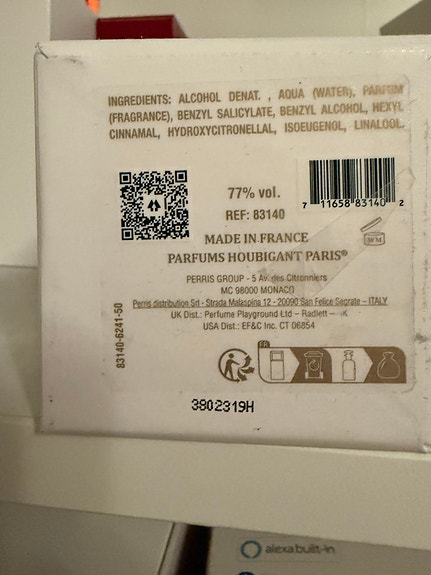 INGREDIENTS: ALCOHOL DENAT. , AQUA (WATER), PARFUM
(FRAGRANCE), BENZYL SALICYLATE, BENZYL ALCOHOL, HEXYL
CINNAMAL, HYDROXYCITRONELLAL, ISOEUGENOL, LINALOOL.
77% vol.
REF: 83140
7 11658 83140 2
MADE IN FRANCE
PARFUMS HOUBIGANT PARIS®
PERRIS GROUP - 5 Av. des Citronniers
MC 98000 MONACO
Perris distribution Srl - Strada Malaspina 12 - 20090 San Felice Segrate – ITALY
UK Dist.: Perfume Playground Ltd – Radlett –
USA Dist.: EF&C Inc. CT 06854
83140-6241-50
FR
3802319H
alexa built-in